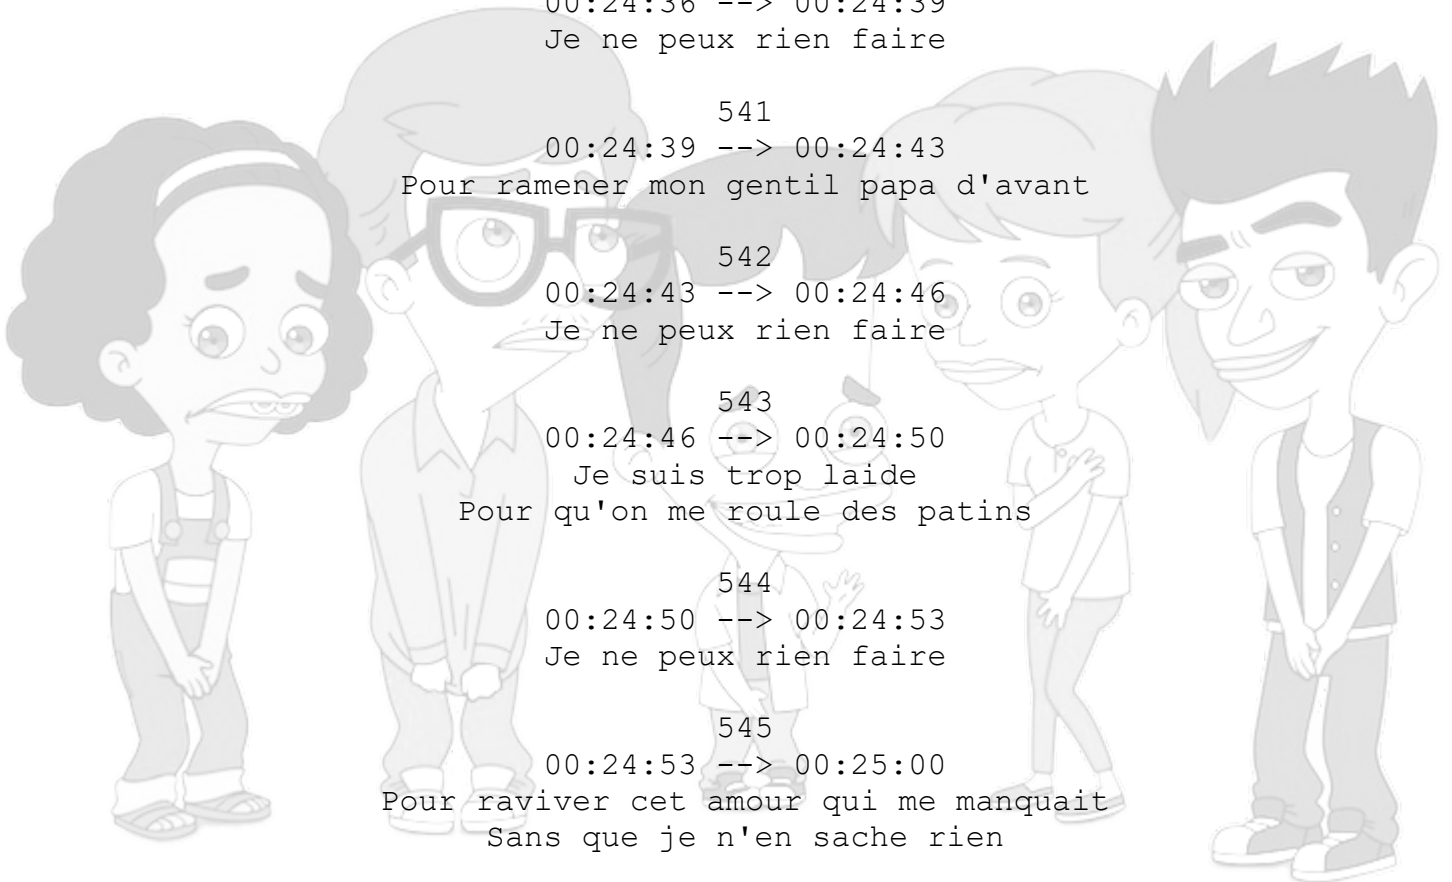 00:24:36 --> 00:24:39
Je ne peux rien faire
541
00:24:39 --> 00:24:43
Pour ramener mon gentil papa d'avant
542
00:24:43 --> 00:24:46
Je ne peux rien faire
543
00:24:46 --> 00:24:50
Je suis trop laide
Pour qu'on me roule des patins
544
00:24:50 --> 00:24:53
Je ne peux rien faire
545
00:24:53 --> 00:25:00
Pour raviver cet amour qui me manquait
Sans que je n'en sache rien